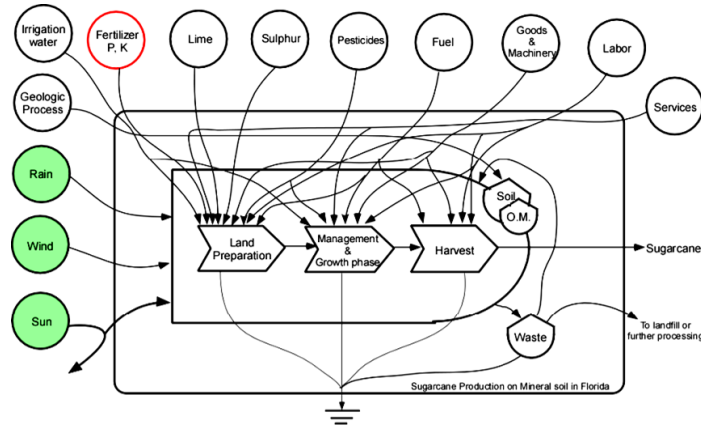 Irrigation
water
Fertilizer
P, K
Lime
Sulphur
Pesticides
Fuel
Goods
&
Machinery
Labor
Geologic
Process
Services
Rain
Wind
Sun
Soil
O.M.
Land
Preparation
Management
&
Growth phase
Harvest
Sugarcane
Waste
To landfill or
further processing
Sugarcane Production on Mineral soil in Florida